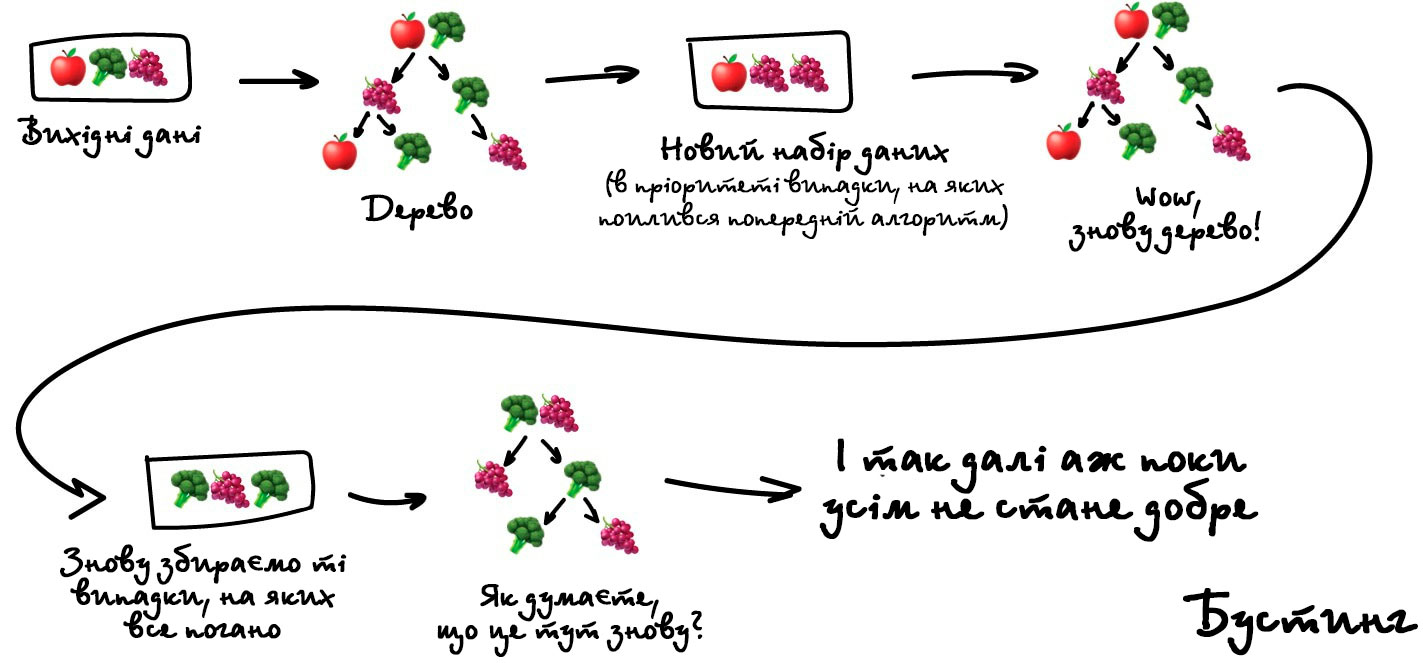 Вихідні дані
Дерево
Новий набір даних
(в пріоритеті випадки, на яких
помилився попередній алгоритм)
Wow,
знову дерево!
Знову збираємо ті
випадки, на яких
все погано
Як думаєте,
що це тут знову?
І так далі аж поки
усім не стане добре
Бустинг